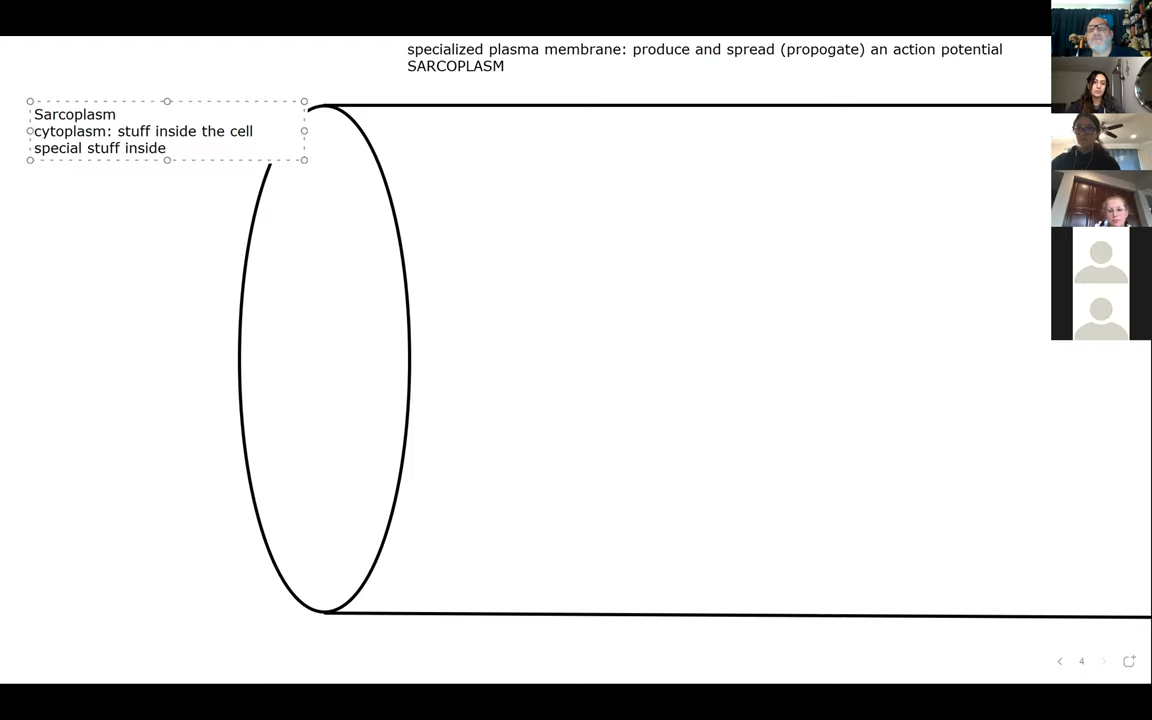 specialized plasma membrane: produce and spread (propogate) an action potential
SARCOPLASM
Sarcoplasm
cytoplasm: stuff inside the cell
special stuff inside
4